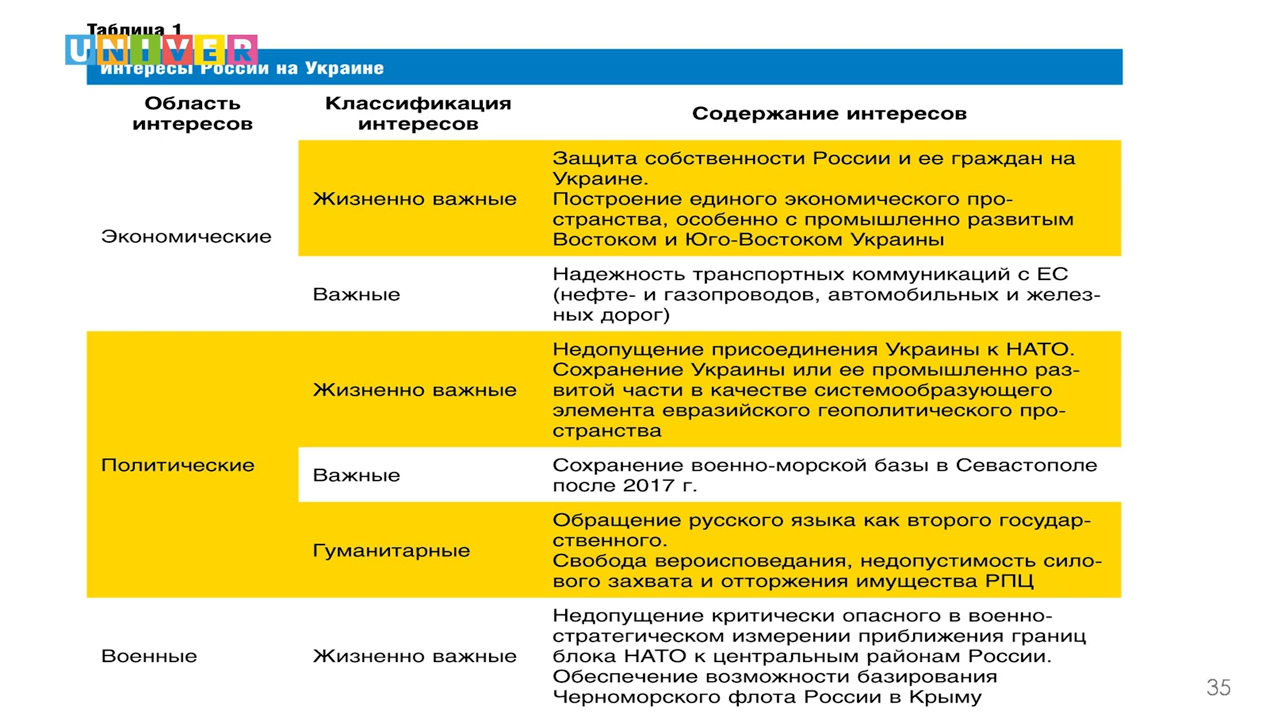 Таблица 1
UNIVER
Интересы России на Украине
Область
интересов
Классификация
интересов
Содержание интересов
Экономические
Жизненно важные
Защита собственности России и ее граждан на
Украине.
Построение единого экономического про-
странства, особенно с промышленно развитым
Востоком и Юго-Востоком Украины
Важные
Надежность транспортных коммуникаций с ЕС
(нефте- и газопроводов, автомобильных и желез-
ных дорог)
Политические
Жизненно важные
Недопущение присоединения Украины к НАТО.
Сохранение Украины или ее промышленно раз-
витой части в качестве системообразующего
элемента евразийского геополитического про-
странства
Важные
Сохранение военно-морской базы в Севастополе
после 2017 г.
Гуманитарные
Обращение русского языка как второго государ-
ственного.
Свобода вероисповедания, недопустимость сило-
вого захвата и отторжения имущества РПЦ
Военные
Жизненно важные
Недопущение критически опасного в военно-
стратегическом измерении приближения границ
блока НАТО к центральным районам России.
Обеспечение возможности базирования
Черноморского флота России в Крыму
35